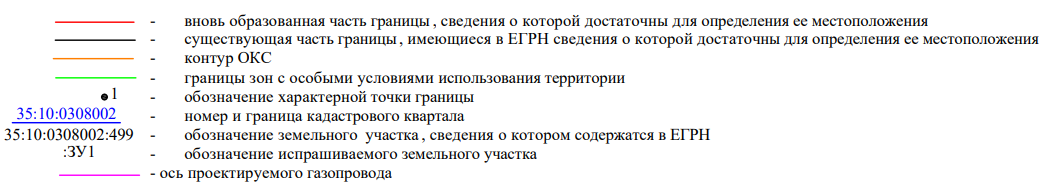 - вновь образованная часть границы, сведения о которой достаточны для определения ее местоположения
- существующая часть границы, имеющиеся в ЕГРН сведения о которой достаточны для определения ее местоположения
- контур ОКС
- границы зон с особыми условиями использования территории
1 - обозначение характерной точки границы
35:10:0308002 - номер и граница кадастрового квартала
35:10:0308002:499 - обозначение земельного участка, сведения о котором содержатся в ЕГРН
:ЗУ1 - обозначение испрашиваемого земельного участка
- ось проектируемого газопровода